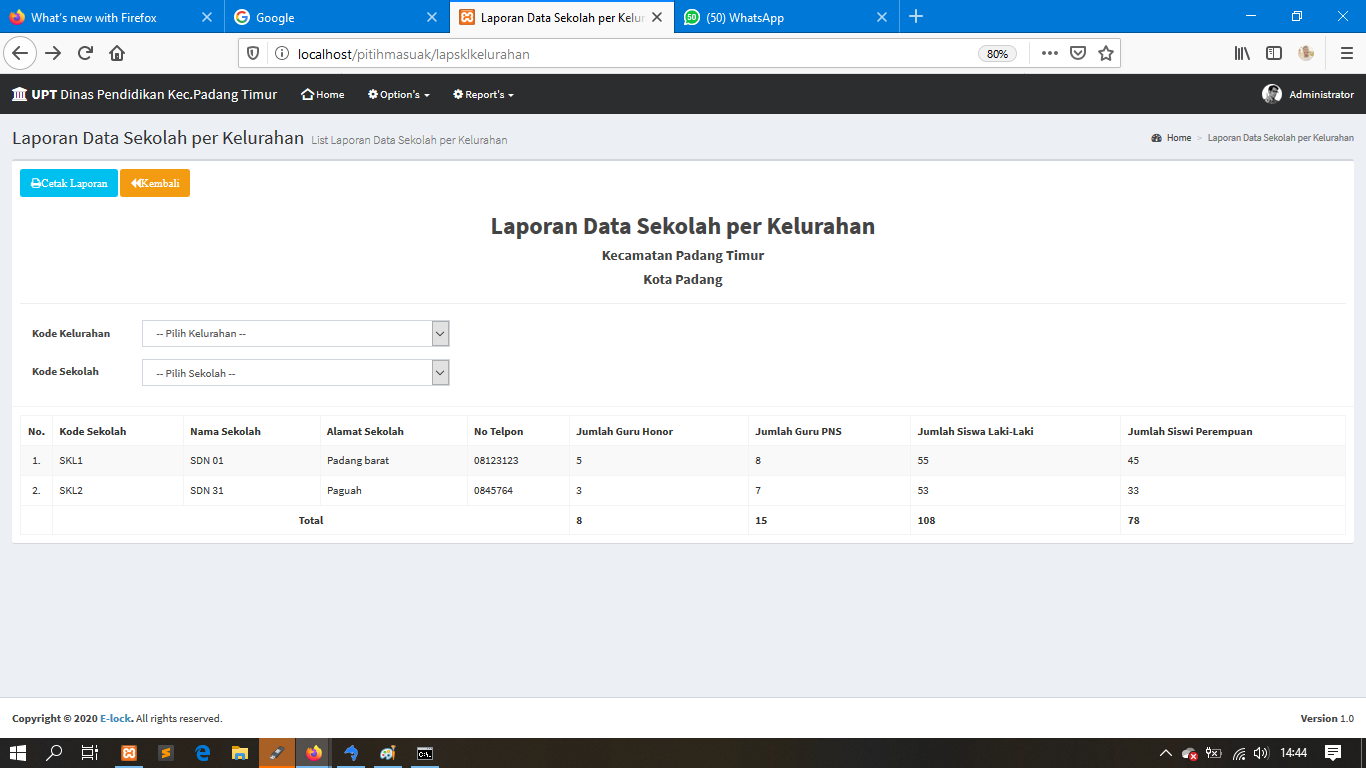 What's new with Firefox
Google
Laporan Data Sekolah per Kelur
50 (50) WhatsApp
localhost/pitihmasuak/lapsklkelurahan 80%
UPT Dinas Pendidikan Kec.Padang Timur Home Option's Report's Administrator
Laporan Data Sekolah per Kelurahan List Laporan Data Sekolah per Kelurahan Home > Laporan Data Sekolah per Kelurahan
Cetak Laporan Kembali
Laporan Data Sekolah per Kelurahan
Kecamatan Padang Timur
Kota Padang
Kode Kelurahan -- Pilih Kelurahan --
Kode Sekolah -- Pilih Sekolah --
No. Kode Sekolah Nama Sekolah Alamat Sekolah No Telpon Jumlah Guru Honor Jumlah Guru PNS Jumlah Siswa Laki-Laki Jumlah Siswi Perempuan
1. SKL1 SDN 01 Padang barat 08123123 5 8 55 45
2. SKL2 SDN 31 Paguah 0845764 3 7 53 33
Total 8 15 108 78
Copyright © 2020 E-lock. All rights reserved. Version 1.0
14:44